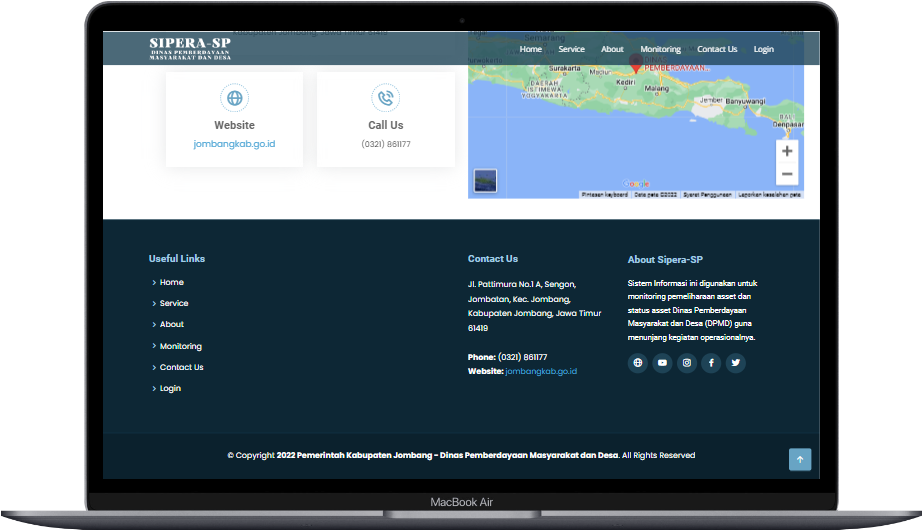 SIPERA-SP
DINAS PEMBERDAYAAN
MASYARAKAT DAN DESA
Home
Service
About
Monitoring
Contact Us
Login
Website
jombangkab.go.id
Call Us
(0321) 861177
Semarang
DINAS
PEMBERDAYAAN...
Surakarta
Madiun
Kediri
Malang
DAERAH
ISTIMEWA
YOGYAKARTA
Jember
Banyuwangi
BALI
Denpasar
+
−
Google
Pintasan keyboard
Data peta ©2022
Syarat Penggunaan
Laporkan kesalahan peta
Useful Links
Home
Service
About
Monitoring
Contact Us
Login
Contact Us
Jl. Pattimura No.1 A, Sengon,
Jombatan, Kec. Jombang,
Kabupaten Jombang, Jawa Timur
61419
Phone: (0321) 861177
Website: jombangkab.go.id
About Sipera-SP
Sistem Informasi ini digunakan untuk
monitoring pemeliharaan asset dan
status asset Dinas Pemberdayaan
Masyarakat dan Desa (DPMD) guna
menunjang kegiatan operasionalnya.
© Copyright 2022 Pemerintah Kabupaten Jombang - Dinas Pemberdayaan Masyarakat dan Desa. All Rights Reserved
MacBook Air